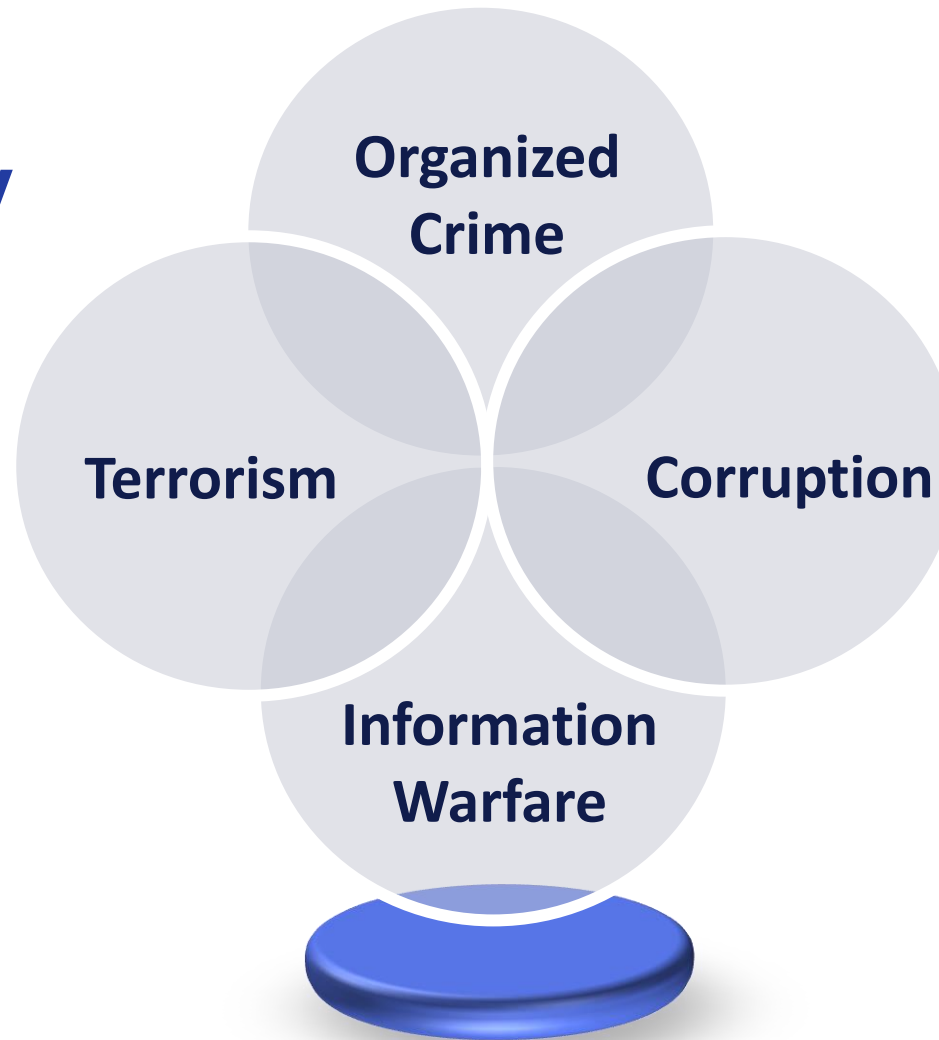 Organized
Crime
Terrorism
Corruption
Information
Warfare